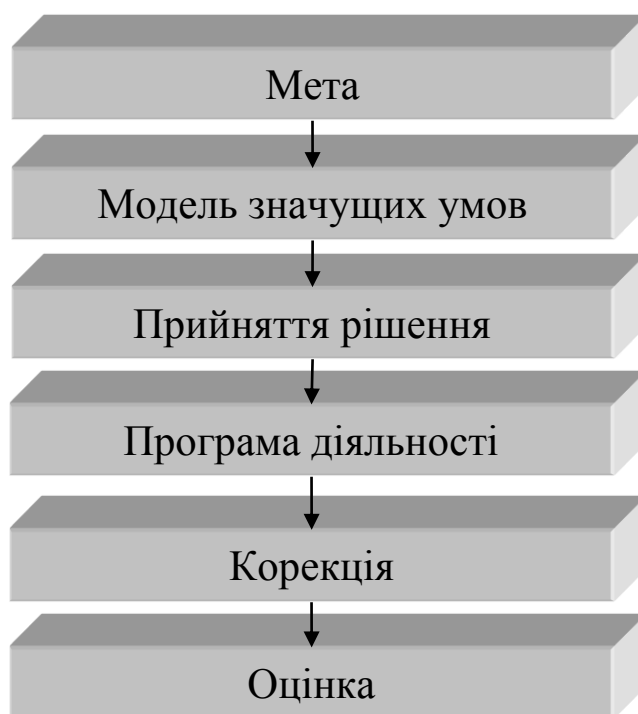 Мета
Модель значущих умов
Прийняття рішення
Програма діяльності
Корекція
Оцінка